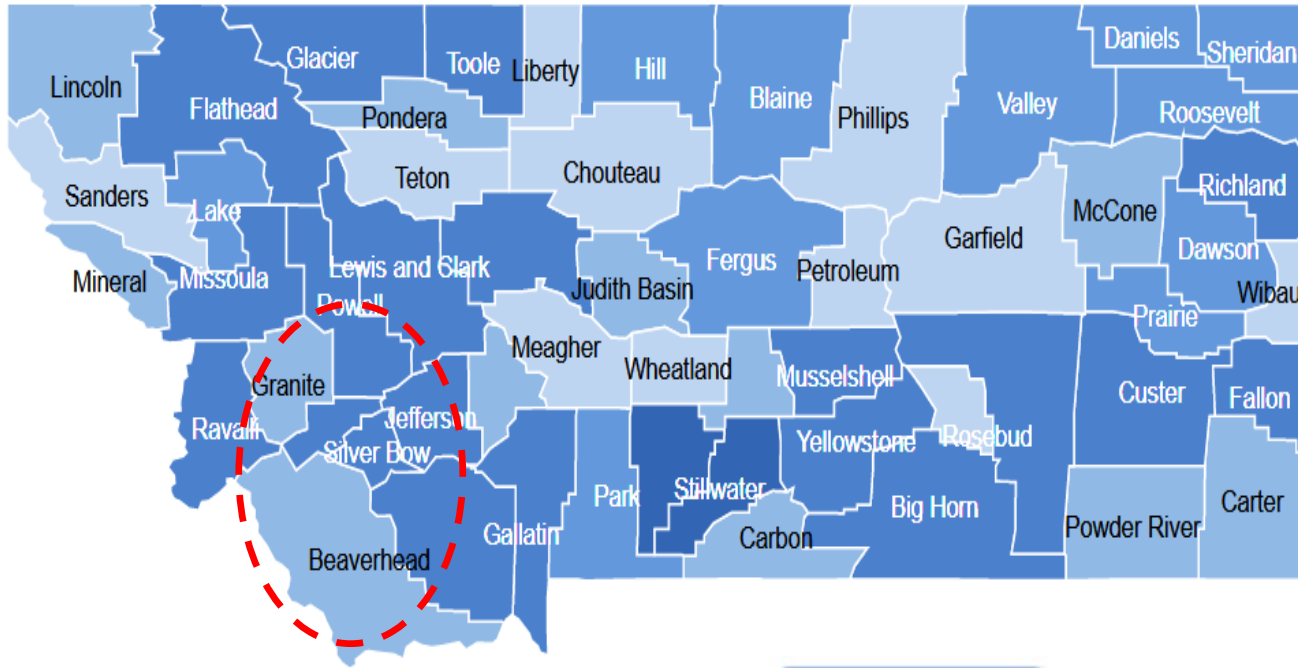 Daniels
Sheridan
Glacier
Toole
Liberty
Hill
Lincoln
Blaine
Flathead
Valley
Roosevelt
Pondera
Phillips
Chouteau
Teton
Richland
Sanders
Lake
McCone
Garfield
Dawson
Fergus
Lewis and Clark
Petroleum
Missoula
Mineral
Judith Basin
Wibau
Powell
Prairie
Meagher
Wheatland
Musselshell
Granite
Custer
Fallon
Jefferson
Ravalli
Rosebud
Yellowstone
Silver Bow
Stillwater
Park
Carter
Big Horn
Powder River
Gallatin
Carbon
Beaverhead